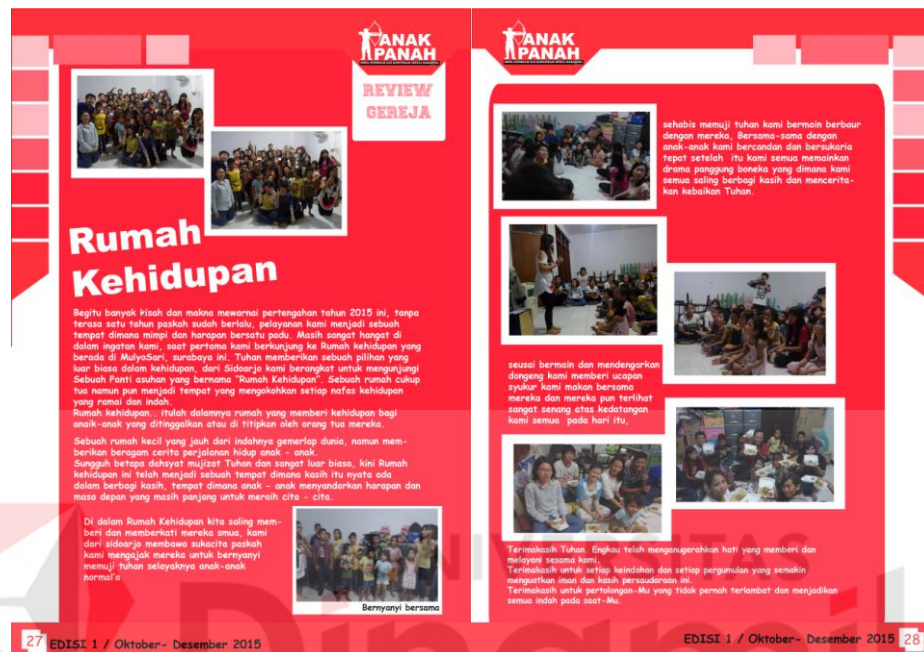 ANAK
PANAH
REVIEW
GEREJA
Rumah
Kehidupan
Begitu banyak kisah dan makna mewarnai pertengahan tahun 2015 ini, tanpa
terasa satu tahun paskah sudah berlalu, pelayanan kami menjadi sebuah
tempat dimana mimpi dan harapan bersatu padu. Masih sangat hangat di
dalam ingatan kami, saat pertama kami berkunjung ke Rumah kehidupan yang
berada di MulyoSari, surabaya ini. Tuhan memberikan sebuah pilihan yang
luar biasa dalam kehidupan, dari Sidoarjo kami berangkat untuk mengunjungi
Sebuah Panti asuhan yang bernama "Rumah Kehidupan". Sebuah rumah cukup
tua namun pun menjadi tempat yang mengokohkan setiap nafas kehidupan
yang ramai dan indah.
Rumah kehidupan.. itulah dalamnya rumah yang memberi kehidupan bagi
anaik-anak yang ditinggalkan atau di titipkan oleh orang tua mereka.
Sebuah rumah kecil yang jauh dari indahnya gemerlap dunia, namun mem-
berikan beragam cerita perjalanan hidup anak - anak.
Sungguh betapa dahsyat mujizat Tuhan dan sangat luar biasa, kini Rumah
kehidupan ini telah menjadi sebuah tempat dimana kasih itu nyata ada
dalam berbagi kasih, tempat dimana anak - anak menyandarkan harapan dan
masa depan yang masih panjang untuk meraih cita - cita.
Di dalam Rumah Kehidupan kita saling mem-
beri dan memberkati mereka smua, kami
dari sidoarjo membawa sukacita paskah
kami mengajak mereka untuk bernyanyi
memuji tuhan selayaknya anak-anak
normal'a
Bernyanyi bersama
27 EDISI 1 / Oktober- Desember 2015
ANAK
PANAH
sehabis memuji tuhan kami bermain berbaur
dengan mereka, Bersama-sama dengan
anak-anak kami bercandan dan bersukaria
tepat setelah itu kami semua memainkan
drama panggung boneka yang dimana kami
semua saling berbagi kasih dan mencerita-
kan kebaikan Tuhan.
seusai bermain dan mendengarkan
dongeng kami memberi ucapan
syukur kami makan bersama
mereka dan mereka pun terlihat
sangat senang atas kedatangan
kami semua pada hari itu,
Terimakasih Tuhan. Engkau telah menganugerahkan hati yang memberi dan
melayani sesama kami,
Terimakasih untuk setiap keindahan dan setiap pergumulan yang semakin
menguatkan iman dan kasih persaudaraan ini.
Terimakasih untuk pertolongan-Mu yang tidak pernah terlambat dan menjadikan
semua indah pada saat-Mu.
EDISI 1 / Oktober- Desember 2015 28
UNIVERSITAS